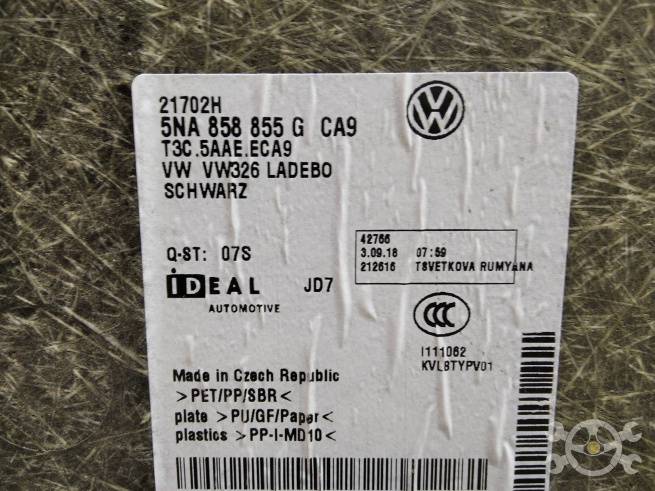 21702H
5NA 858 855 G CA9
T3C.5AAE.ECA9
VW VW326 LADEBO
SCHWARZ
Q-ST: 07S
42766
3.09.18 07:59
212616 TSVETKOVA RUMYANA
iDEAL JD7
AUTOMOTIVE
CCC
I111062
KVL8TYPV01
Made in Czech Republic
>PET/PP/SBR<
plate >PU/GF/Paper<
plastics >PP-I-MD10<